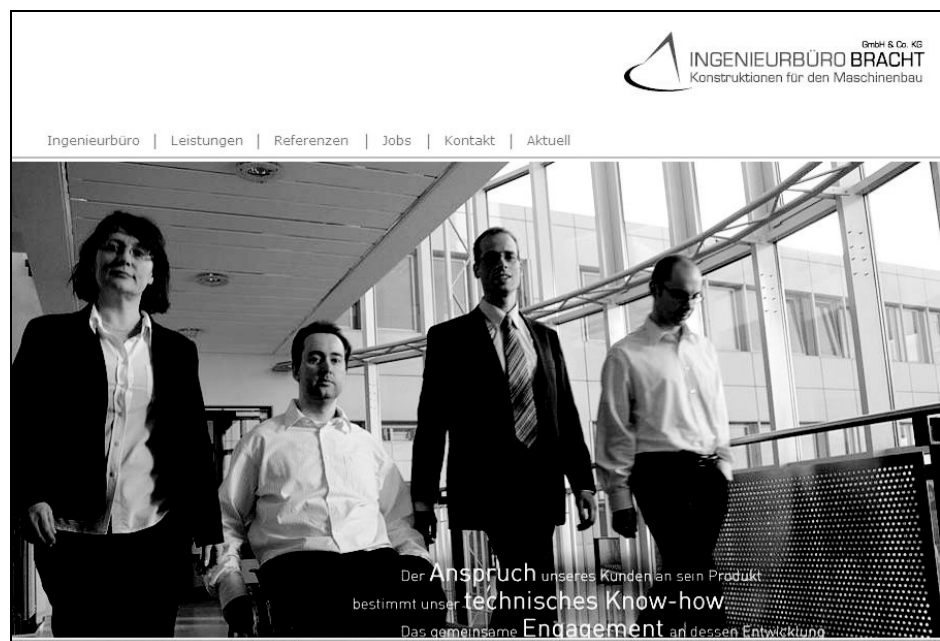 GmbH & Co. KG
INGENIEURBÜRO BRACHT
Konstruktionen für den Maschinenbau
Ingenieurbüro | Leistungen | Referenzen | Jobs | Kontakt | Aktuell
Der Anspruch unseres Kunden an sein Produkt
bestimmt unser technisches Know-how
Das gemeinsame Engagement an dessen Entwicklung